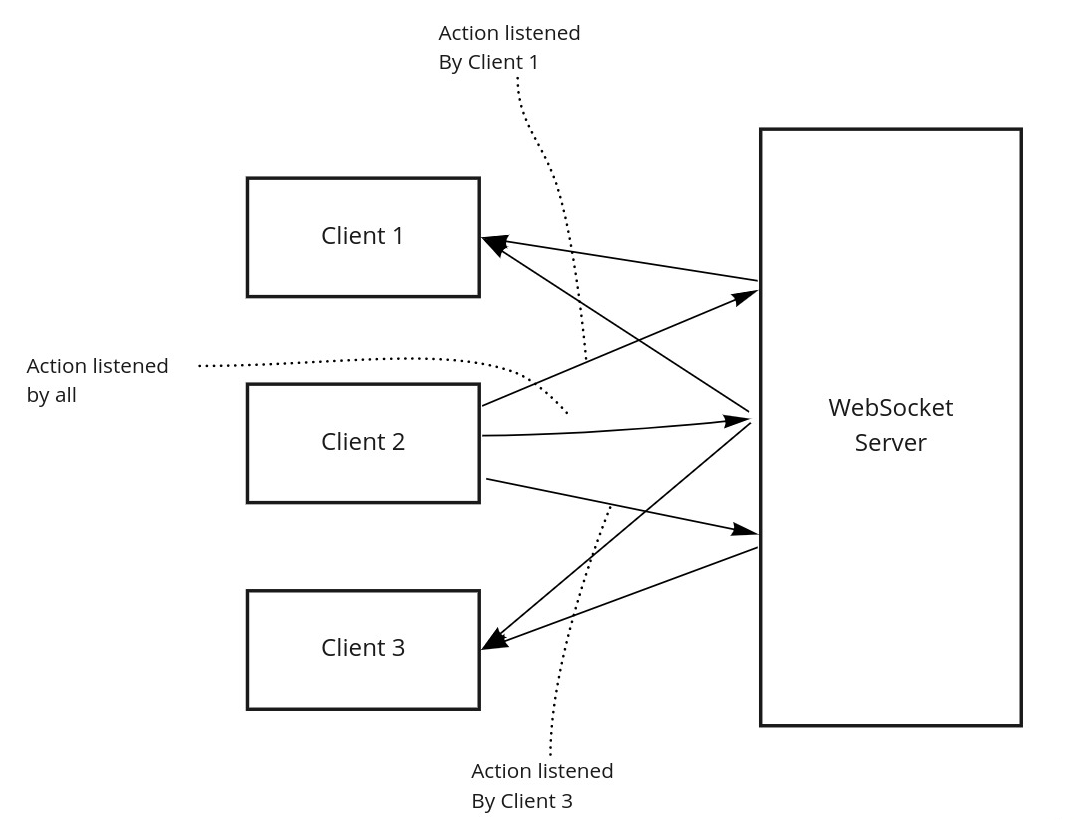 Action listened
By Client 1
Client 1
Action listened
by all
WebSocket
Server
Client 2
Client 3
Action listened
By Client 3